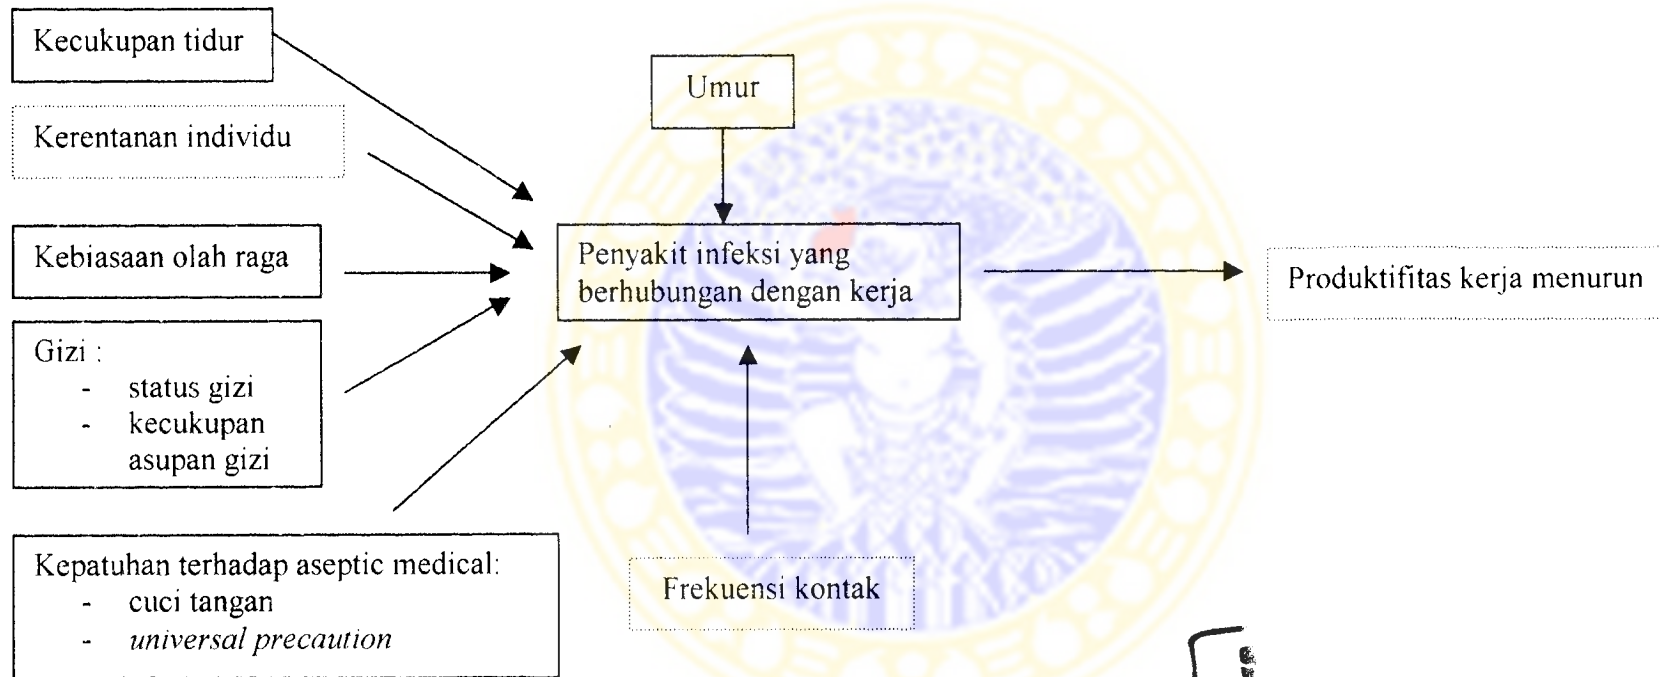 Kecukupan tidur
Umur
Kerentanan individu
Kebiasaan olah raga
Penyakit infeksi yang
berhubungan dengan kerja
Produktifitas kerja menurun
Gizi :
- status gizi
- kecukupan
asupan gizi
Kepatuhan terhadap aseptic medical:
- cuci tangan
- universal precaution
Frekuensi kontak